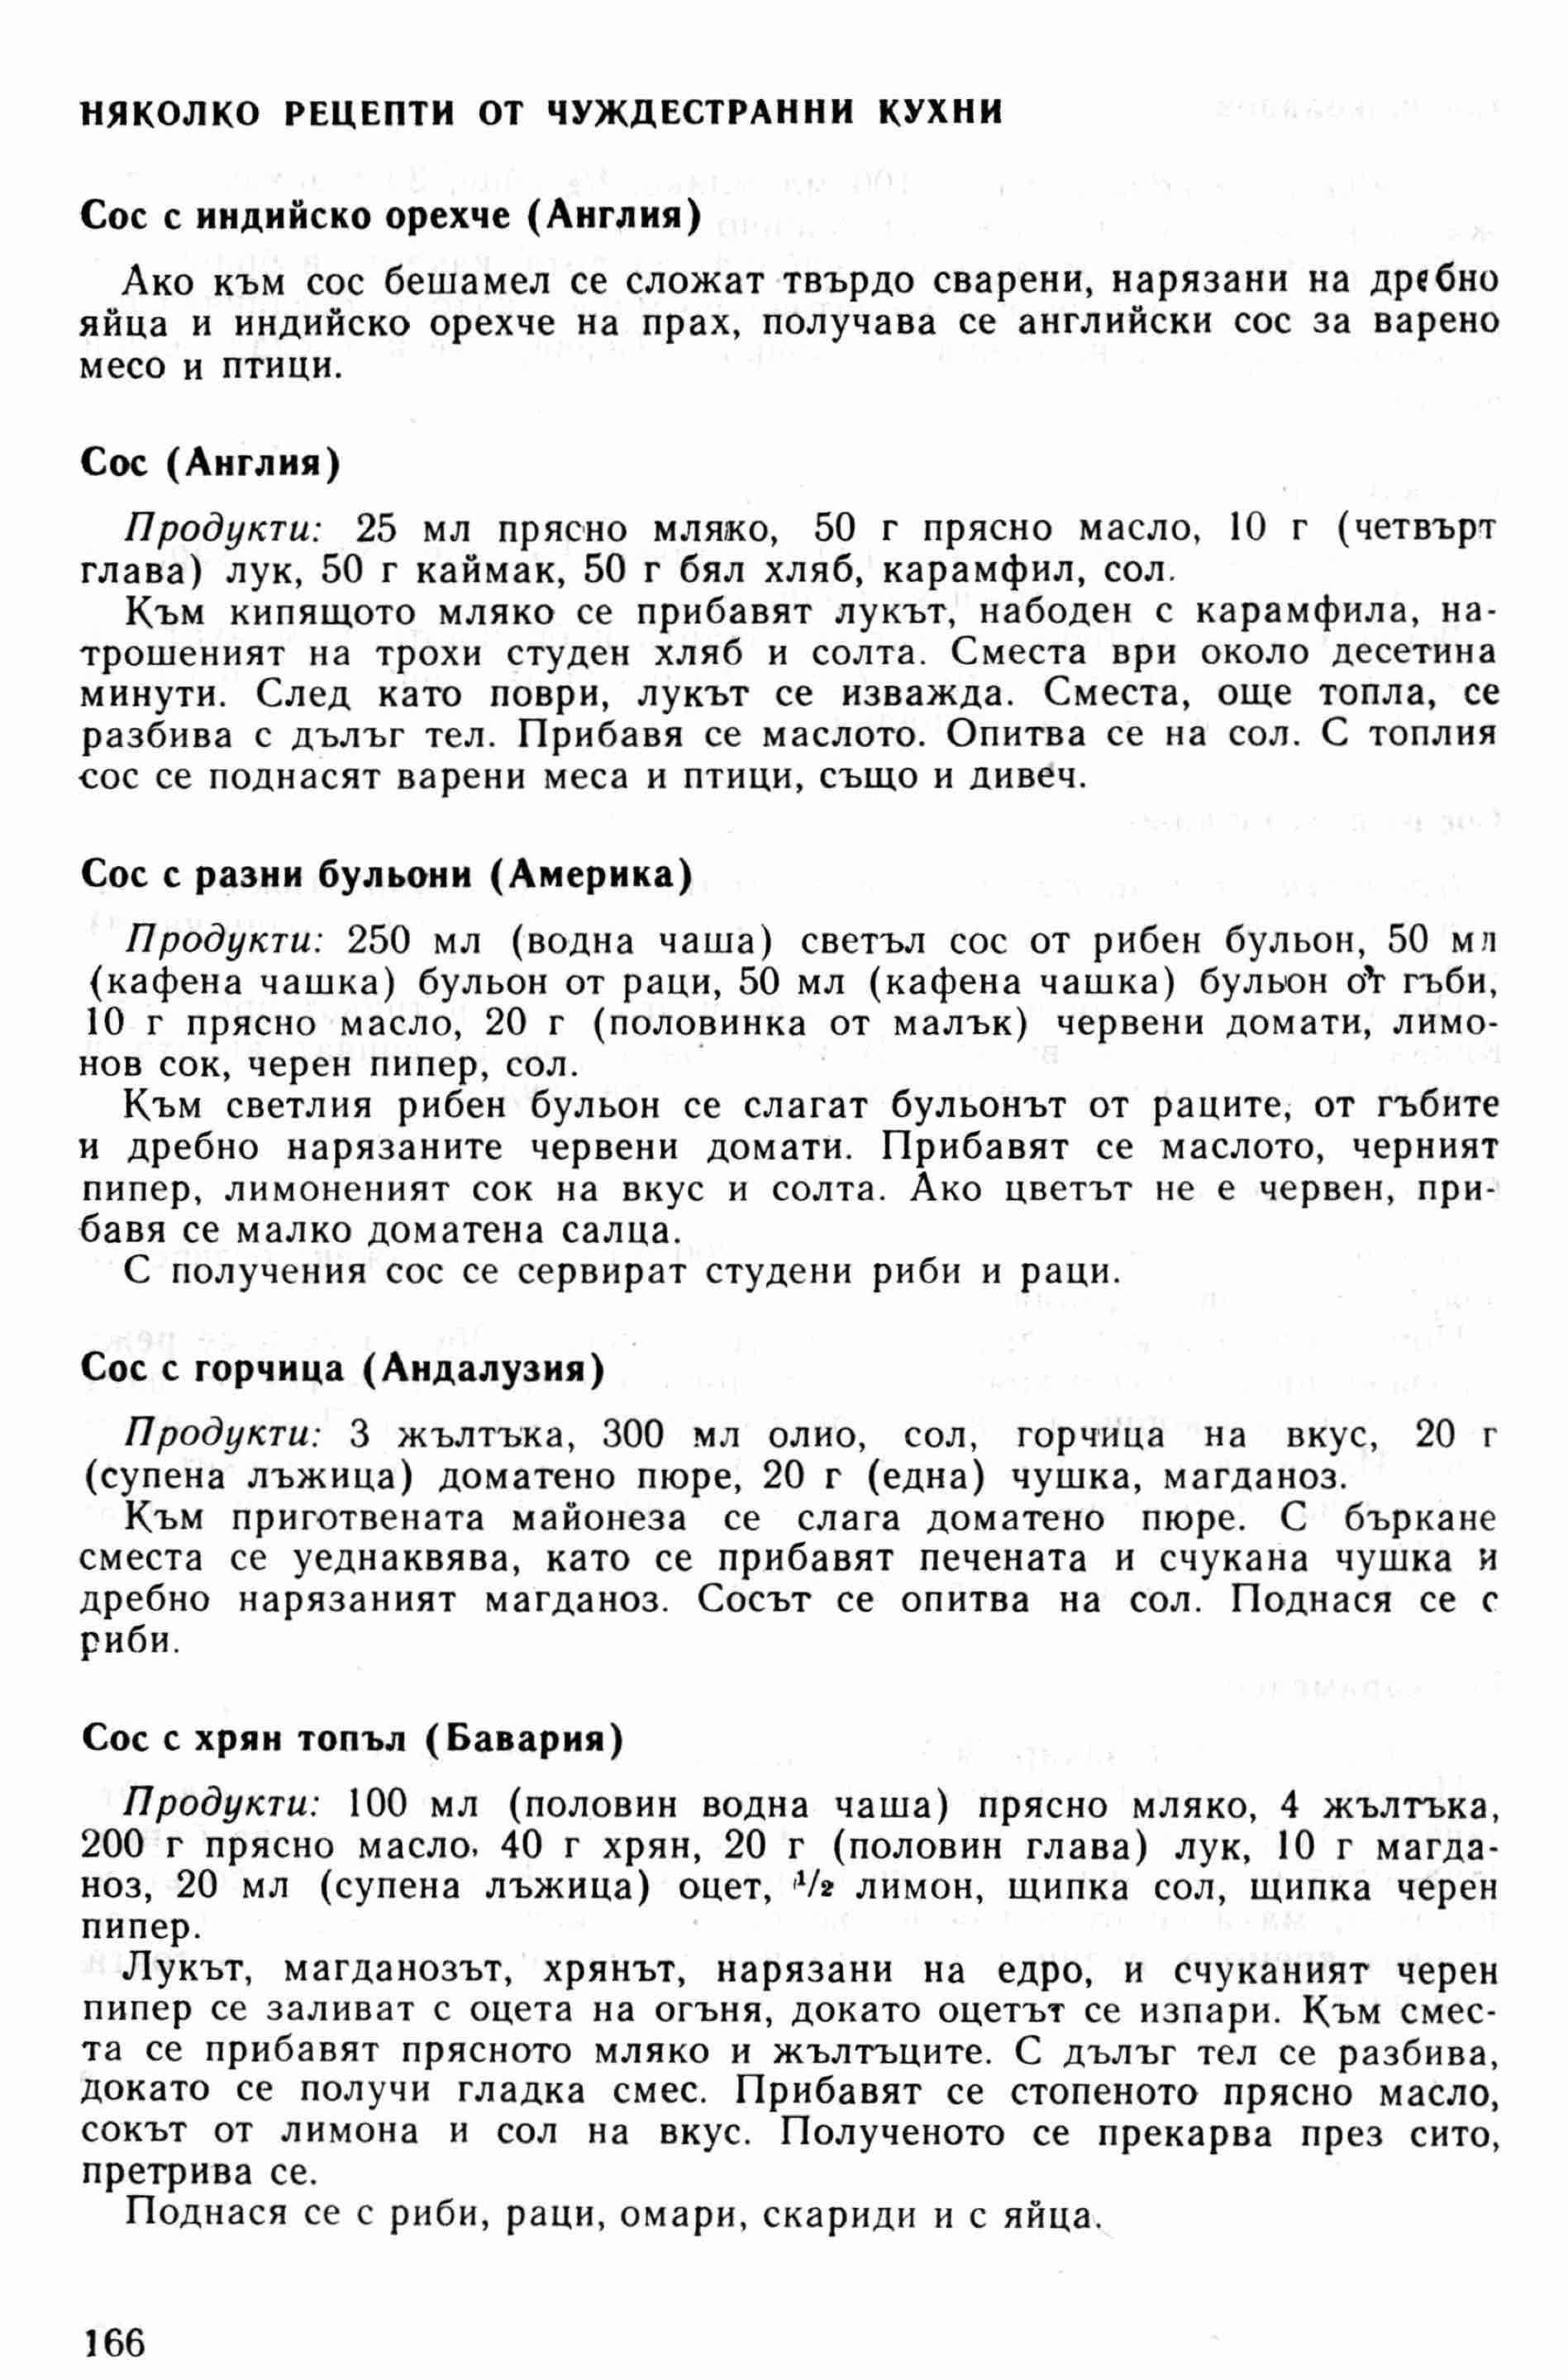 НЯКОЛКО РЕЦЕПТИ ОТ ЧУЖДЕСТРАННИ КУХНИ
Сос с индийско орехче (Англия)
Ако към сос бешамел се сложат твърдо сварени, нарязани на дребно
яйца и индийско орехче на прах, получава се английски сос за варено
месо и птици.
Сос (Англия)
Продукти: 25 мл прясно мляко, 50 г прясно масло, 10 г (четвърт
глава) лук, 50 г каймак, 50 г бял хляб, карамфил, сол.
Към кипящото мляко се прибавят лукът, набоден с карамфила, на-
трошеният на трохи студен хляб и солта. Сместа ври около десетина
минути. След като поври, лукът се изважда. Сместа, още топла, се
разбива с дълъг тел. Прибавя се маслото. Опитва се на сол. С топлия
сос се поднасят варени меса и птици, също и дивеч.
Сос с разни бульони (Америка)
Продукти: 250 мл (водна чаша) светъл сос от рибен бульон, 50 мл
(кафена чашка) бульон от раци, 50 мл (кафена чашка) бульон от гъби,
10 г прясно масло, 20 г (половинка от малък) червени домати, лимо-
нов сок, черен пипер, сол.
Към светлия рибен бульон се слагат бульонът от раците, от гъбите
и дребно нарязаните червени домати. Прибавят се маслото, черният
пипер, лимоненият сок на вкус и солта. Ако цветът не е червен, при-
бавя се малко доматена салца.
С получения сос се сервират студени риби и раци.
Сос с горчица (Андалузия)
Продукти: 3 жълтъка, 300 мл олио, сол, горчица на вкус, 20 г
(супена лъжица) доматено пюре, 20 г (една) чушка, магданоз.
Към приготвената майонеза се слага доматено пюре. С бъркане
сместа се уеднаквява, като се прибавят печената и счукана чушка и
дребно нарязаният магданоз. Сосът се опитва на сол. Поднася се с
риби.
Сос с хрян топъл (Бавария)
Продукти: 100 мл (половин водна чаша) прясно мляко, 4 жълтъка,
200 г прясно масло, 40 г хрян, 20 г (половин глава) лук, 10 г магда-
ноз, 20 мл (супена лъжица) оцет, 1/2 лимон, щипка сол, щипка черен
пипер.
Лукът, магданозът, хрянът, нарязани на едро, и счуканият черен
пипер се заливат с оцета на огъня, докато оцетът се изпари. Към смес-
та се прибавят прясното мляко и жълтъците. С дълъг тел се разбива,
докато се получи гладка смес. Прибавят се стопеното прясно масло,
сокът от лимона и сол на вкус. Полученото се прекарва през сито,
претрива се.
Поднася се с риби, раци, омари, скариди и с яйца.
166